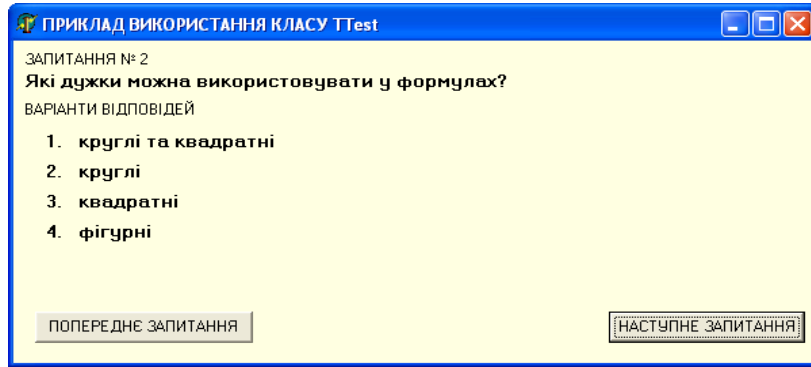 ПРИКЛАД ВИКОРИСТАННЯ КЛАСУ TTest
ЗАПИТАННЯ № 2
Які дужки можна використовувати у формулах?
ВАРІАНТИ ВІДПОВІДЕЙ
1. круглі та квадратні
2. круглі
3. квадратні
4. фігурні
ПОПЕРЕДНЄ ЗАПИТАННЯ НАСТУПНЕ ЗАПИТАННЯ